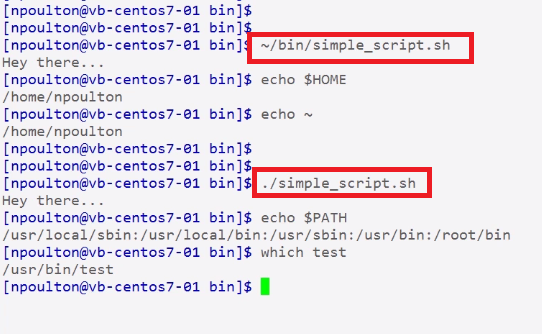 [npoulton@vb-centos7-01 bin]$
[npoulton@vb-centos7-01 bin]$
[npoulton@vb-centos7-01 bin]$ ~/bin/simple_script.sh
Hey there...
[npoulton@vb-centos7-01 bin]$ echo $HOME
/home/npoulton
[npoulton@vb-centos7-01 bin]$ echo ~
/home/npoulton
[npoulton@vb-centos7-01 bin]$
[npoulton@vb-centos7-01 bin]$
[npoulton@vb-centos7-01 bin]$ ./simple_script.sh
Hey there...
[npoulton@vb-centos7-01 bin]$ echo $PATH
/usr/local/sbin:/usr/local/bin:/usr/sbin:/usr/bin:/root/bin
[npoulton@vb-centos7-01 bin]$ which test
/usr/bin/test
[npoulton@vb-centos7-01 bin]$